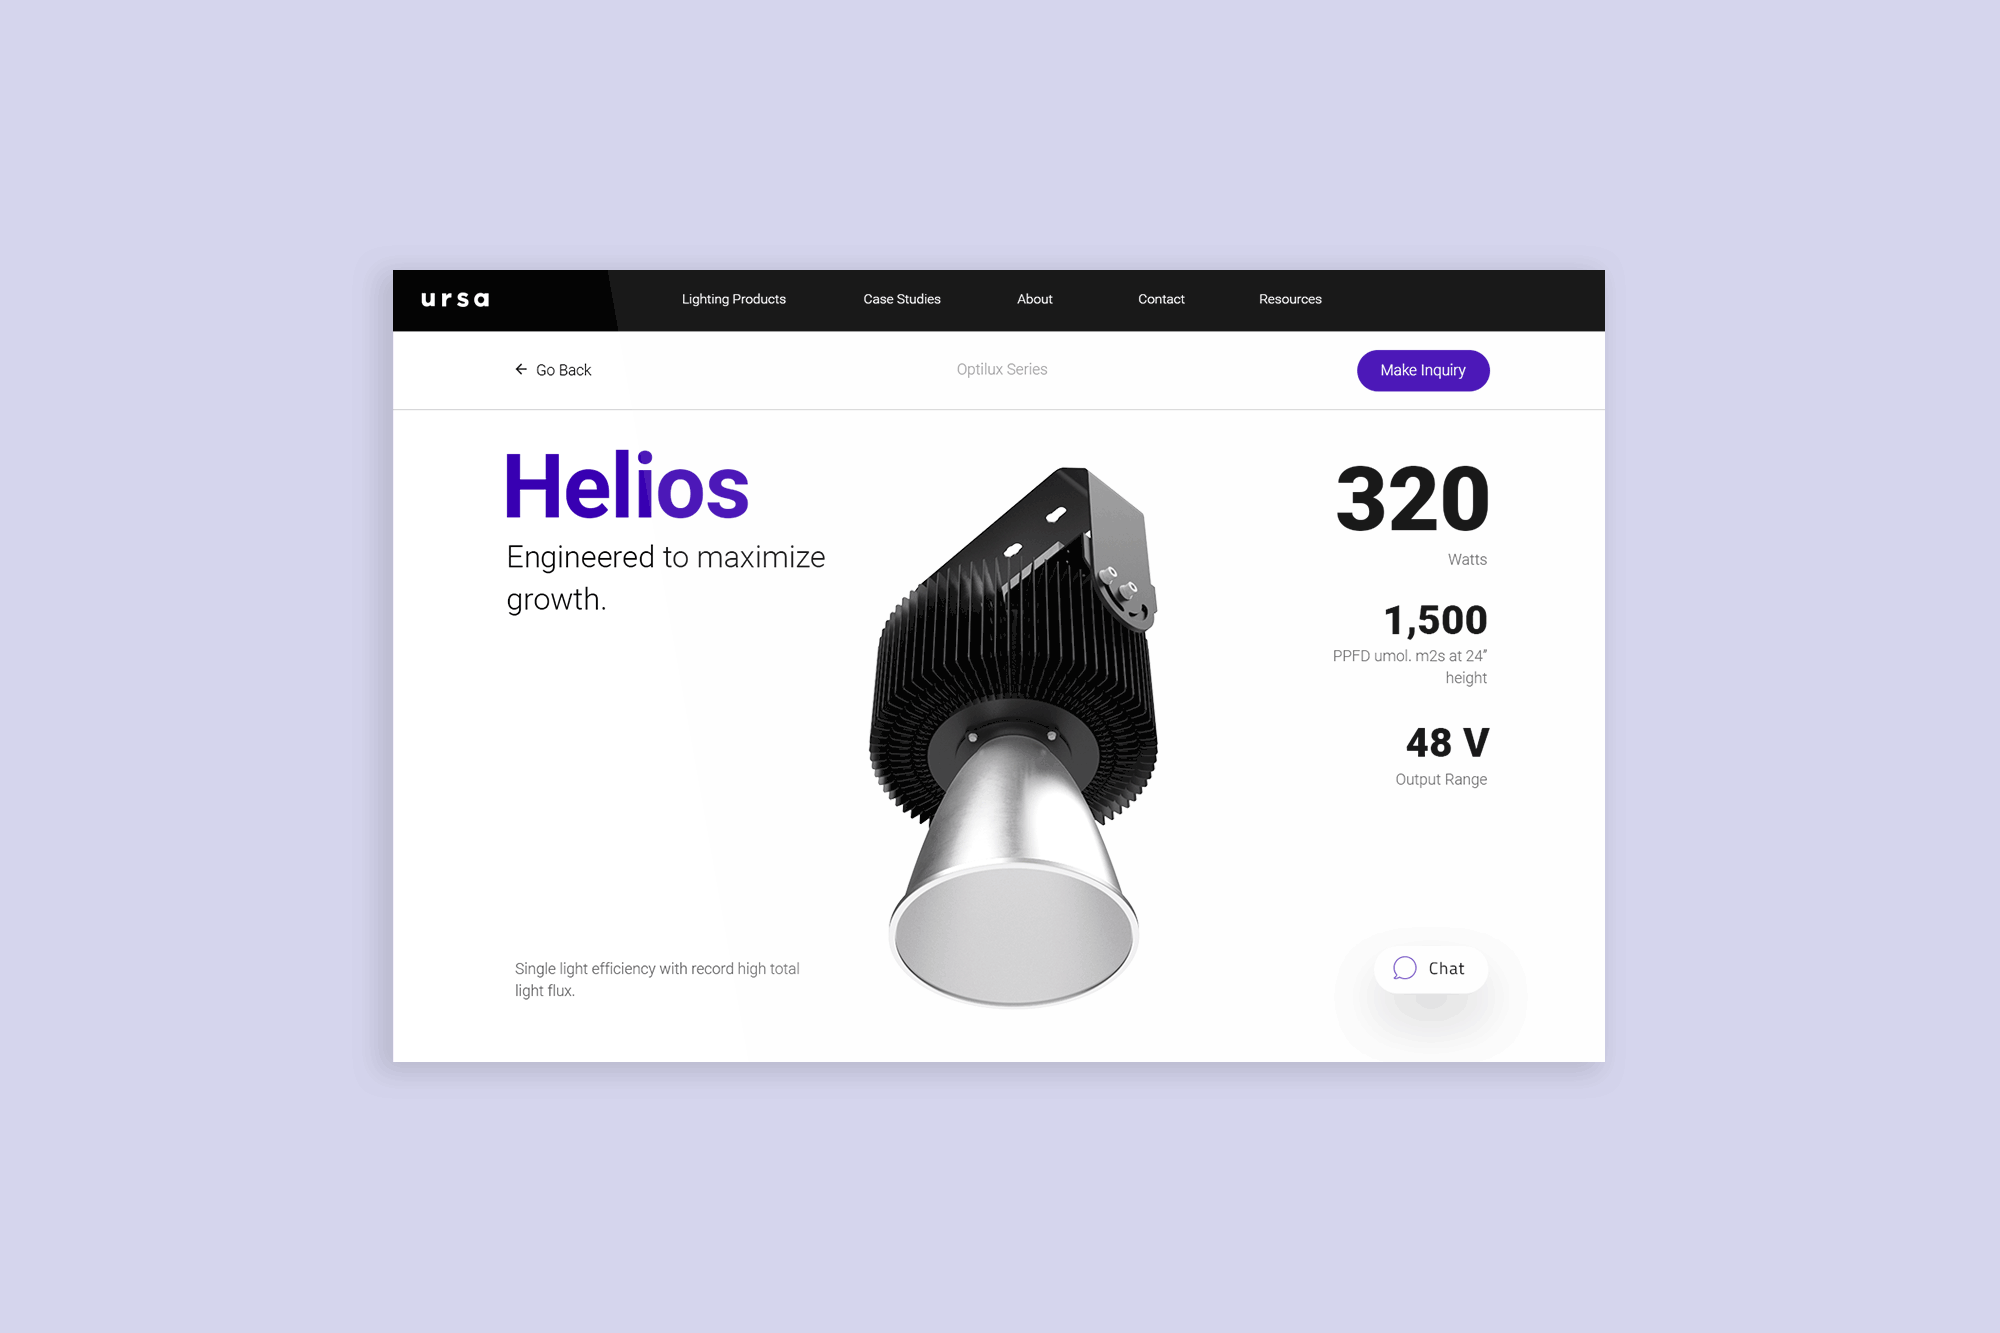 ursa
Lighting Products
Case Studies
About
Contact
Resources
Go Back
Optilux Series
Make Inquiry
Helios
Engineered to maximize
growth.
320
Watts
1,500
PPFD umol. m2s at 24”
height
48 V
Output Range
Single light efficiency with record high total
light flux.
Chat